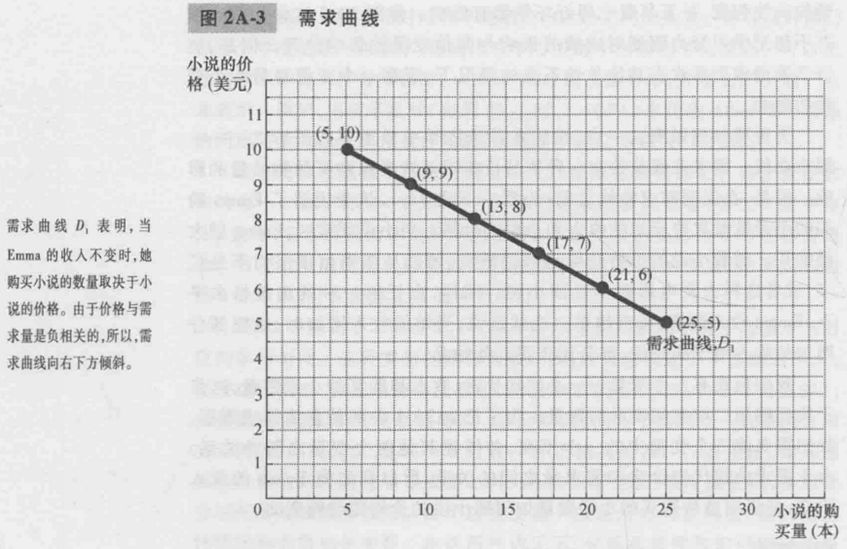 图 2A-3 需求曲线
小说的价
格 (美元)
11
10
9
8
7
6
5
4
3
2
1
0
5
10
15
20
25
30
小说的购
买量 (本)
(5, 10)
(9, 9)
(13, 8)
(17, 7)
(21, 6)
(25, 5)
需求曲线,D₁
需求曲线 D₁ 表明,当
Emma 的收入不变时,她
购买小说的数量取决于小
说的价格。由于价格与需
求量是负相关的,所以,需
求曲线向右下方倾斜。